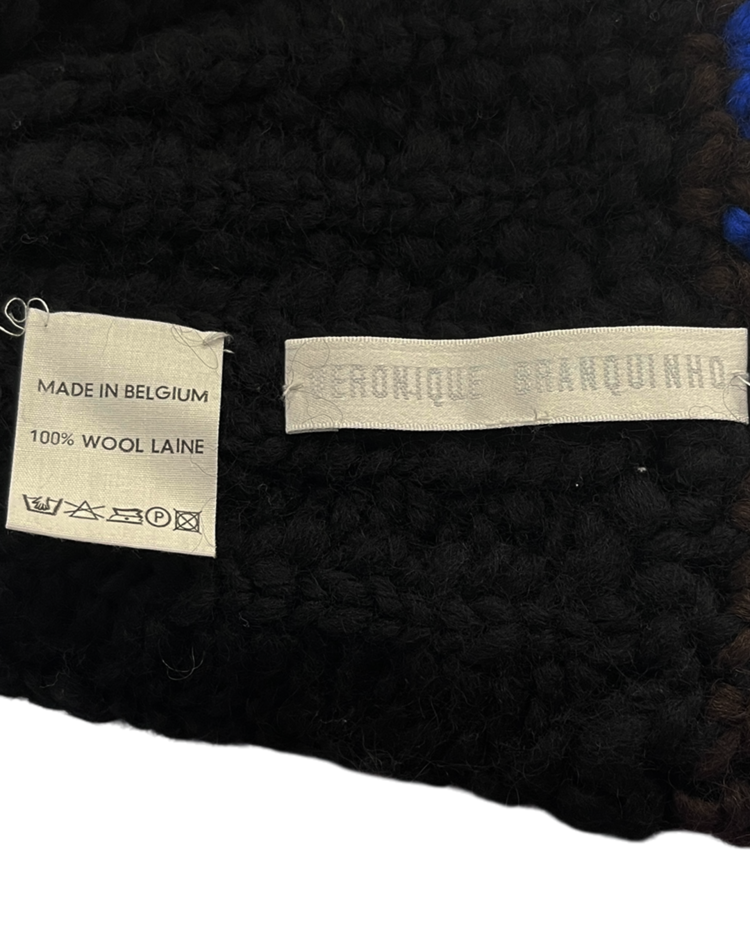 MADE IN BELGIUM
100% WOOL LAINE
P
VERONIQUE BRANQUINHO